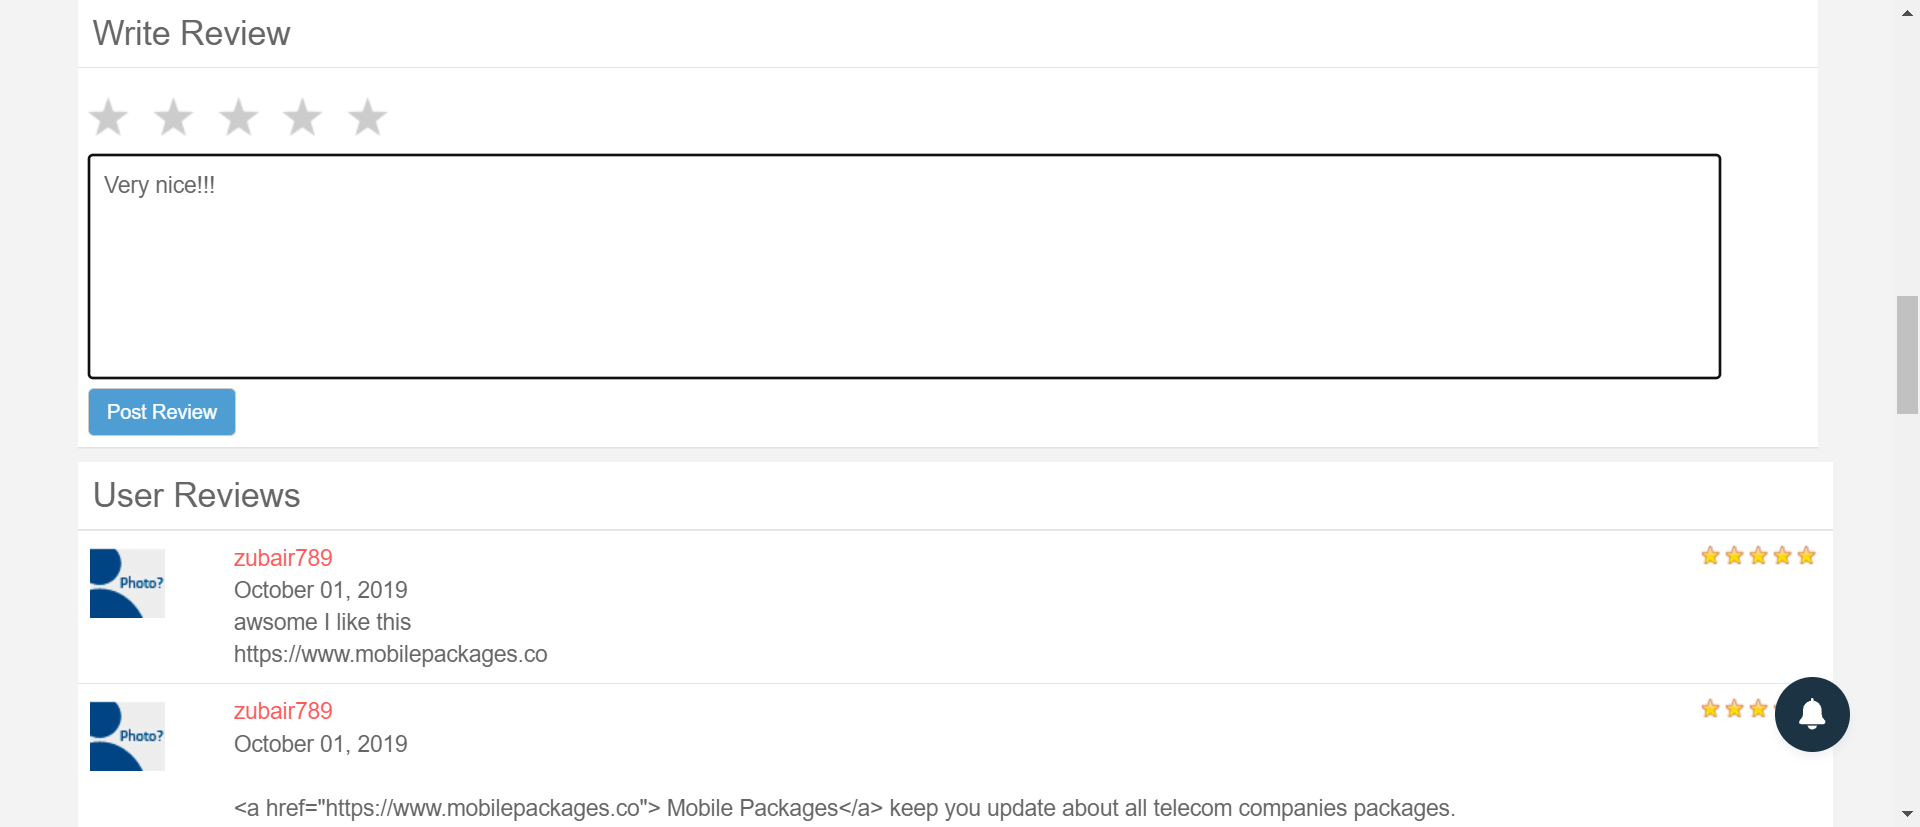 Write Review
Very nice!!!
Post Review
User Reviews
Photo?
zubair789
October 01, 2019
awsome I like this
https://www.mobilepackages.co
Photo?
zubair789
October 01, 2019
<a href="https://www.mobilepackages.co"> Mobile Packages</a> keep you update about all telecom companies packages.